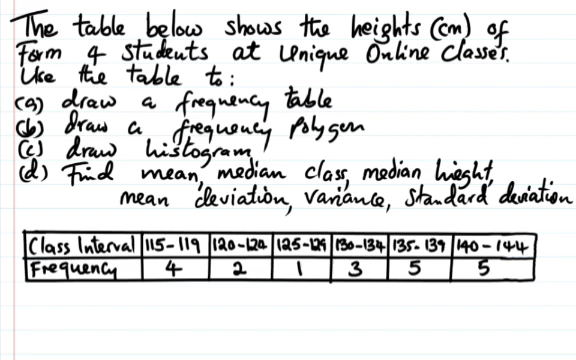 The table below shows the heights (cm) of
Form 4 students at Unique Online Classes.
Use the table to:
(a) draw a frequency table
(b) draw a frequency polygon
(c) draw histogram
(d) Find mean, median class, median hieght,
mean deviation, variance, standard deviation
Class Interval 115-119 120-124 125-129 130-134 135-139 140-144
Frequency 4 2 1 3 5 5